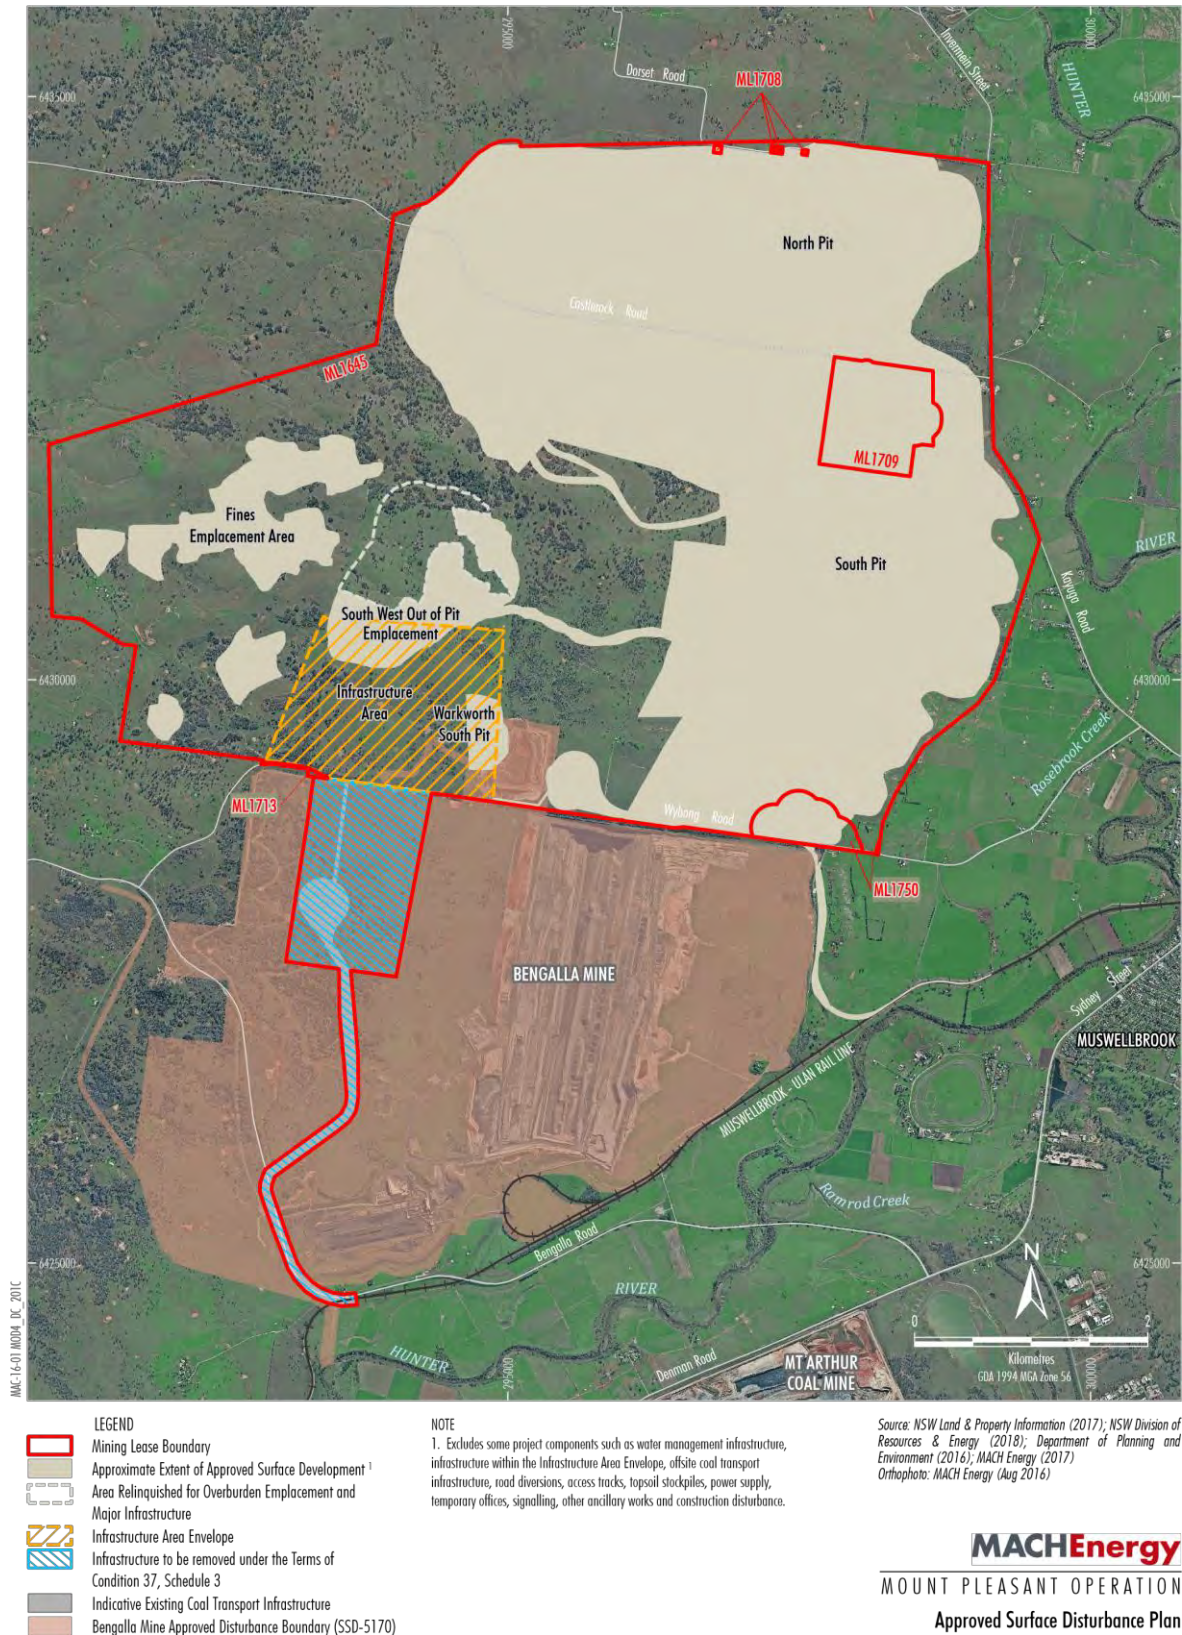 295000
300000
Dorset Road
Invermein Street
HUNTER
ML1708
6435000
6435000
North Pit
Castlerock Road
ML1645
ML1709
Fines
Emplacement Area
RIVER
South Pit
Kayuga Road
South West Out of Pit
Emplacement
6430000
6430000
Infrastructure
Area
Warkworth
South Pit
Rosebrook Creek
ML1713
Wybong Road
ML1750
BENGALLA MINE
Sydney Street
MUSWELLBROOK
MUSWELLBROOK - ULAN RAIL LINE
Ramrod Creek
Bengalla Road
6425000
6425000
RIVER
N
HUNTER
0
2
Kilometres
GDA 1994 MGA Zone 56
Denman Road
MT ARTHUR
COAL MINE
295000
300000
MAC-16-01 MOD4_DC_201C
LEGEND
Mining Lease Boundary
Approximate Extent of Approved Surface Development ¹
Area Relinquished for Overburden Emplacement and
Major Infrastructure
Infrastructure Area Envelope
Infrastructure to be removed under the Terms of
Condition 37, Schedule 3
Indicative Existing Coal Transport Infrastructure
Bengalla Mine Approved Disturbance Boundary (SSD-5170)
NOTE
1. Excludes some project components such as water management infrastructure,
infrastructure within the Infrastructure Area Envelope, offsite coal transport
infrastructure, road diversions, access tracks, topsoil stockpiles, power supply,
temporary offices, signalling, other ancillary works and construction disturbance.
Source: NSW Land & Property Information (2017); NSW Division of
Resources & Energy (2018); Department of Planning and
Environment (2016); MACH Energy (2017)
Orthophoto: MACH Energy (Aug 2016)
MACHEnergy
MOUNT PLEASANT OPERATION
Approved Surface Disturbance Plan